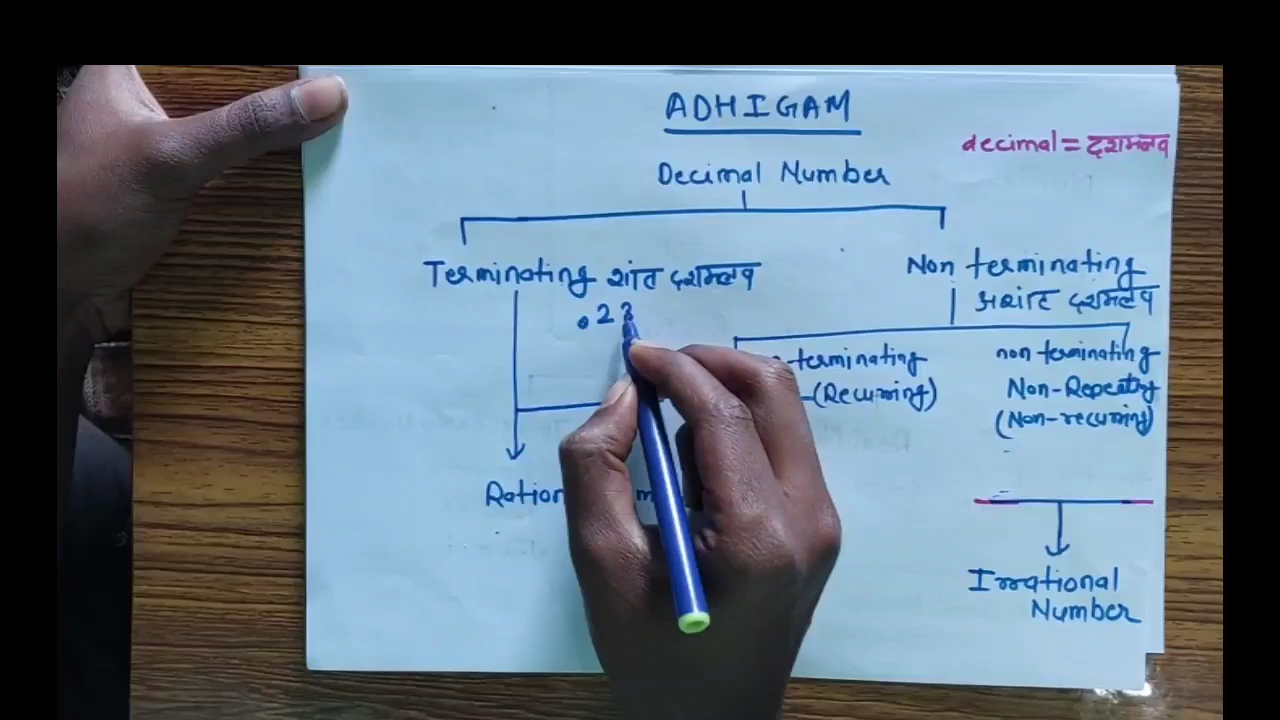 ADHIGAM
decimal = दशमलव
Decimal Number
Terminating शांत दशमलव
Non terminating
अशांत दशमलव
.23
terminating
(Recurring)
non terminating
Non-Repeating
(Non-recurring)
Irrational
Number